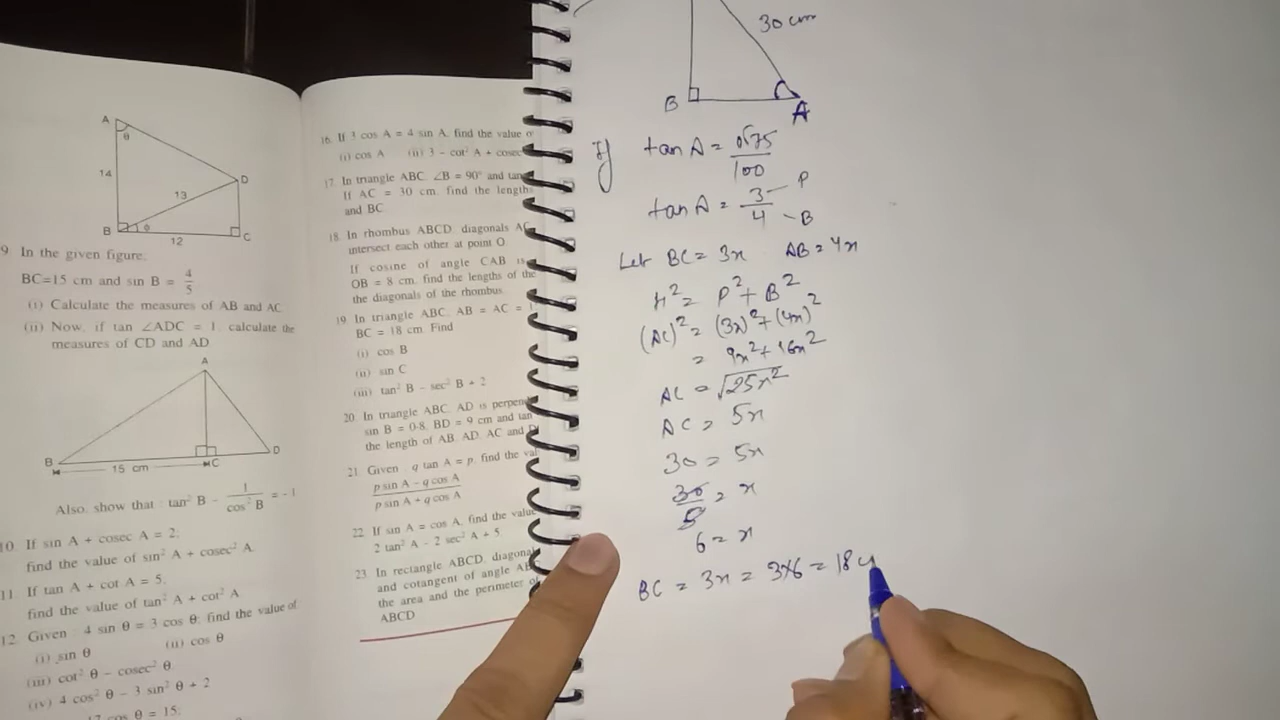 A
θ
14
D
13
B
θ
12
C
9 In the given figure.
BC=15 cm and sin B = 4/5
(i) Calculate the measures of AB and AC
(ii) Now, if tan ∠ADC = 1, calculate the
measures of CD and AD
A
B
15 cm
C
D
Also, show that : tan² B - 1/cos² B = -1
10. If sin A + cosec A = 2;
find the value of sin² A + cosec² A.
11 If tan A + cot A = 5;
find the value of tan² A + cot² A
12 Given : 4 sin θ = 3 cos θ; find the value of
(i) sin θ (ii) cos θ
(iii) cot² θ - cosec² θ.
(iv) 4 cos² θ - 3 sin² θ + 2
17 cos θ = 15;
16. If 3 cos A = 4 sin A, find the value o
(i) cos A (ii) 3 - cot² A + cosec
17. In triangle ABC, ∠B = 90° and tan
If AC = 30 cm, find the lengths
and BC
18. In rhombus ABCD, diagonals AC
intersect each other at point O.
If cosine of angle CAB is
OB = 8 cm, find the lengths of the
the diagonals of the rhombus.
19. In triangle ABC, AB = AC = 1
BC = 18 cm. Find
(i) cos B
(ii) sin C
(iii) tan² B - sec² B + 2
20. In triangle ABC, AD is perpen
sin B = 0·8, BD = 9 cm and tan
the length of AB, AD, AC and D
21. Given : q tan A = p, find the val
p sin A - q cos A
p sin A + q cos A
22. If sin A = cos A, find the value
2 tan² A - 2 sec² A + 5
23. In rectangle ABCD, diagonal
and cotangent of angle AB
the area and the perimeter of
ABCD
30 cm
B
A
If tan A = 075/100
tan A = 3/4 - P - B
Let BC = 3x AB = 4x
H² = P² + B²
(AC)² = (3x)² + (4x)²
= 9x² + 16x²
AC = √25x²
AC = 5x
30 = 5x
30/5 = x
6 = x
BC = 3x = 3×6 = 18 c